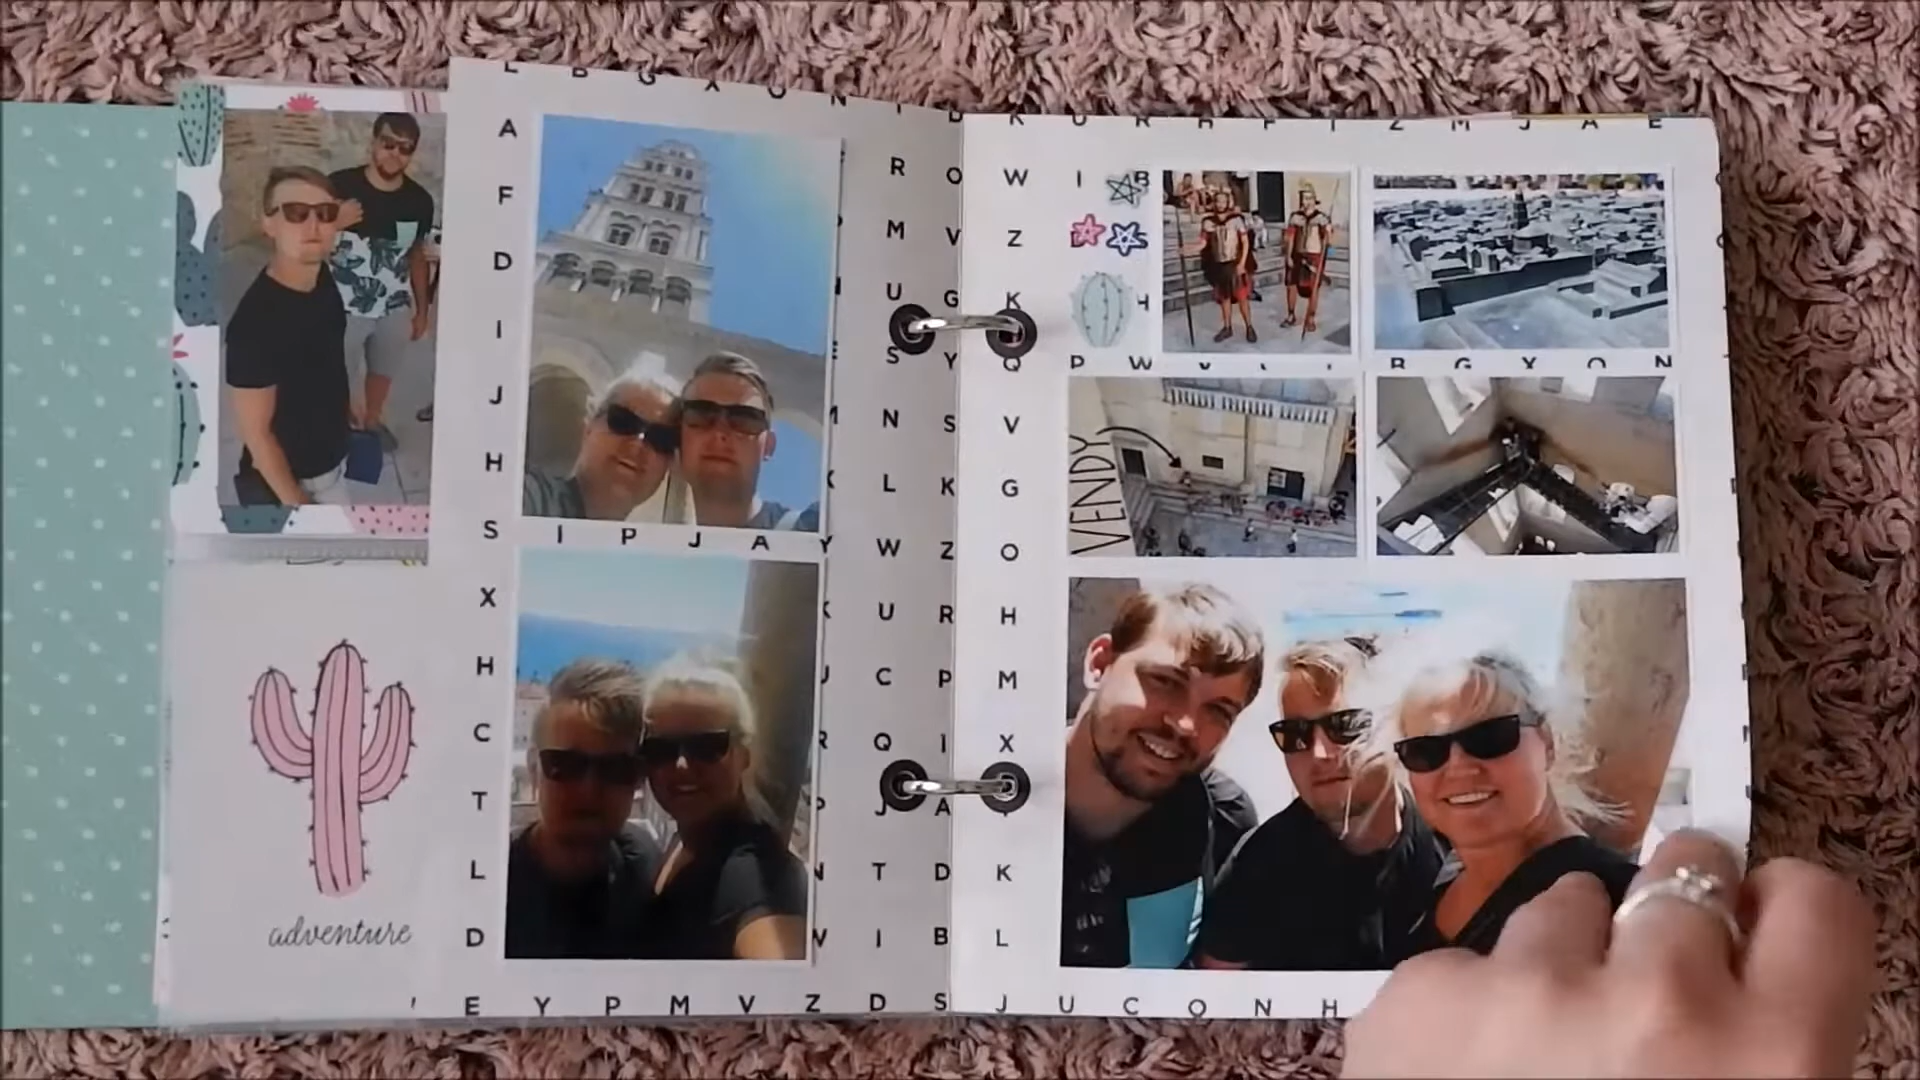 adventure
L B G X O N
A
F
D
I
J
H
S
X
H
C
T
L
D
I P J A Y
R
M
U
S
N
L
W
U
C
Q
J
T
I
E Y P M V Z D S
D
O
V
G
Y
S
K
Z
R
P
I
A
D
B
K U R H F I Z M J A E
W I B
Z
K H
Q P W
V
G
O
H
M
X
K
L
B G X O N
VENDY
J U C O N H